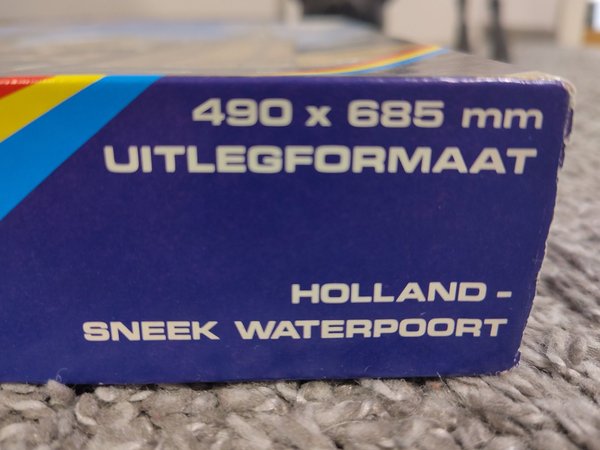 490 x 685 mm
UITLEGFORMAAT
HOLLAND -
SNEEK WATERPOORT